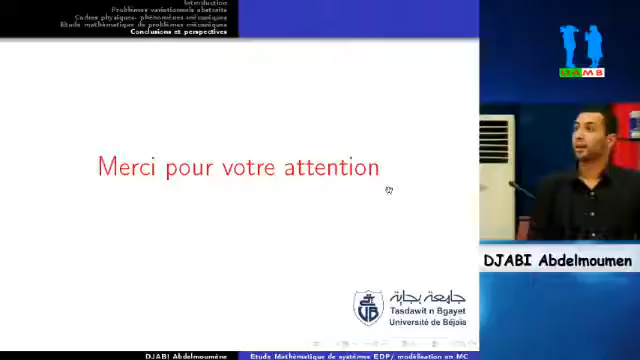 Introduction
Problèmes variationnels abstraits
Cadres physiques- phénomènes mécaniques
Etude mathématique de problèmes mécaniques
Conclusions et perspectives
Merci pour votre attention
جامعة بجاية
Tasdawit n Bgayet
Université de Béjaïa
DJABI Abdelmoumène
Etude Mathématique de systèmes EDP/ modélisation en MC
DJABI Abdelmoumen